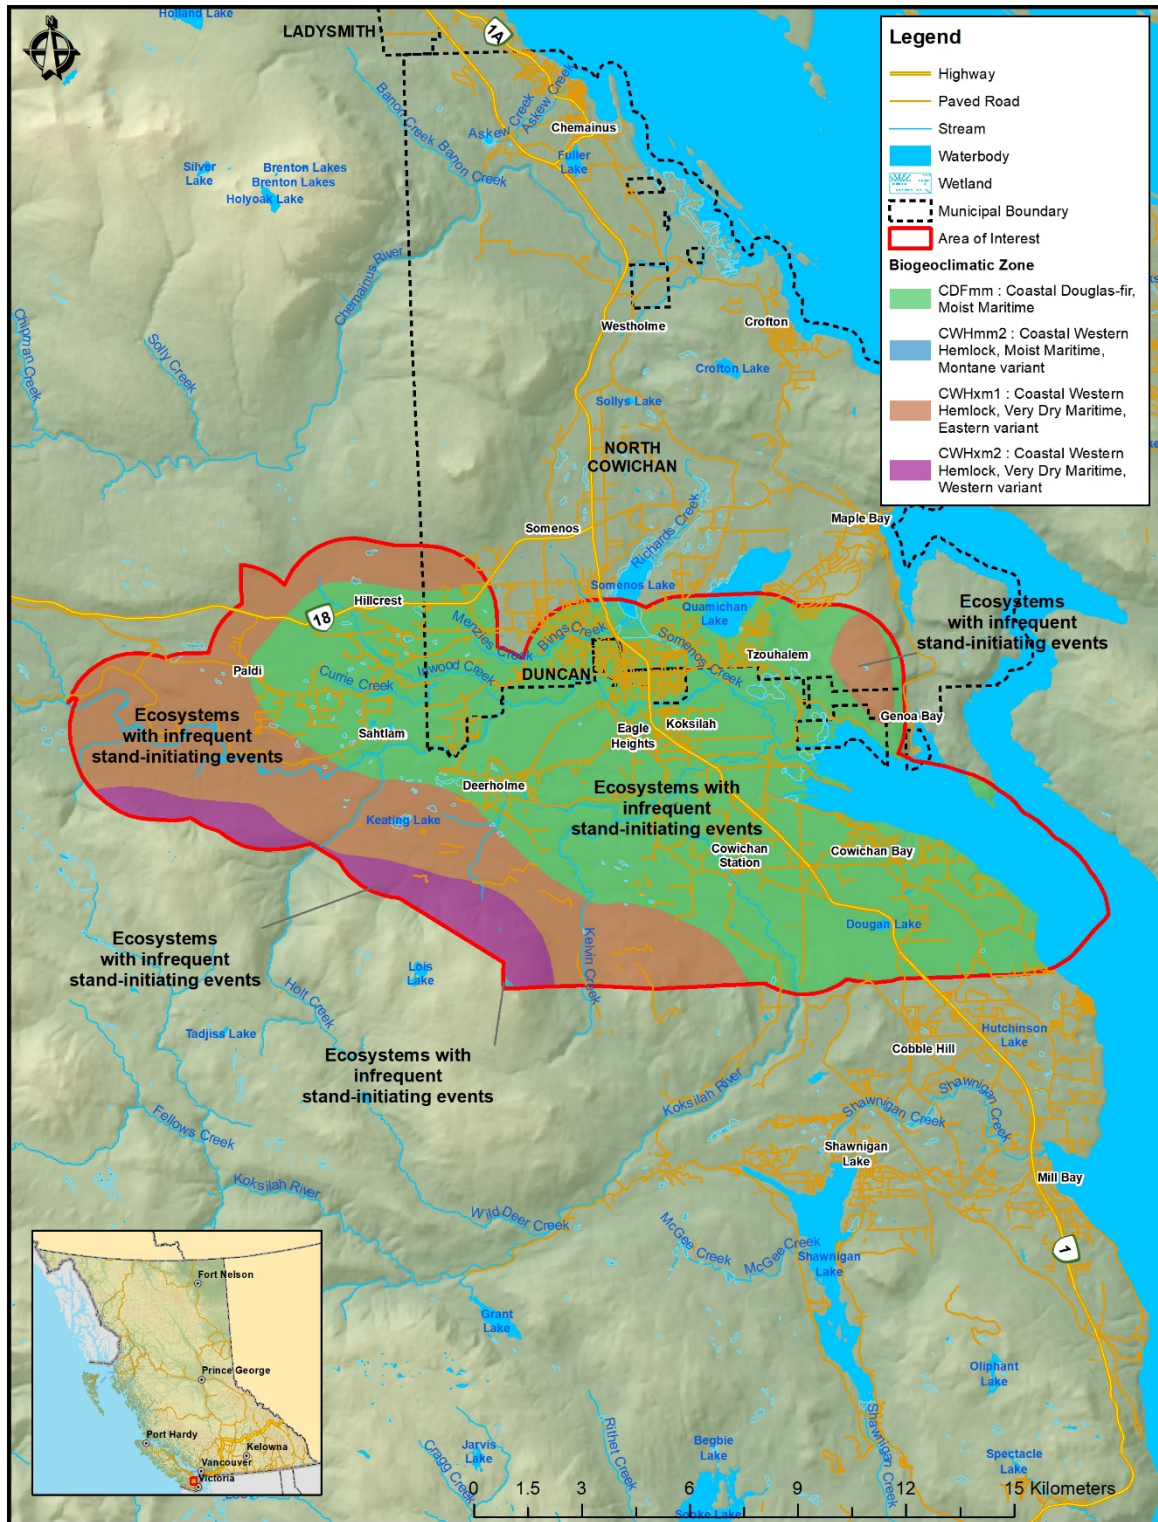 Holland Lake
LADYSMITH
1A
N
Legend
Highway
Paved Road
Stream
Waterbody
Wetland
Municipal Boundary
Area of Interest
Biogeoclimatic Zone
CDFmm : Coastal Douglas-fir,
Moist Maritime
CWHmm2 : Coastal Western
Hemlock, Moist Maritime,
Montane variant
CWHxm1 : Coastal Western
Hemlock, Very Dry Maritime,
Eastern variant
CWHxm2 : Coastal Western
Hemlock, Very Dry Maritime,
Western variant
Banon Creek
Banon Creek
Askew Creek
Askew Creek
Chemainus
Fuller
Lake
Silver
Lake
Brenton Lakes
Brenton Lakes
Holyoak Lake
Chemainus River
Chipman Creek
Solly Creek
Westholme
Crofton
Crofton Lake
Sollys Lake
NORTH
COWICHAN
Richards Creek
Somenos
Maple Bay
Somenos Lake
Quamichan
Lake
Ecosystems
with infrequent
stand-initiating events
Hillcrest
18
Menzies Creek
Bings Creek
Somenos Creek
Tzouhalem
Paldi
Currie Creek
Inwood Creek
DUNCAN
Genoa Bay
Ecosystems
with infrequent
stand-initiating events
Sahtlam
Eagle
Heights
Koksilah
Deerholme
Ecosystems with
infrequent
stand-initiating events
Keating Lake
Cowichan
Station
Cowichan Bay
Dougan Lake
Kelvin Creek
Ecosystems
with infrequent
stand-initiating events
Lois
Lake
Holt Creek
Tadjiss Lake
Ecosystems with
infrequent
stand-initiating events
Hutchinson
Lake
Cobble Hill
Koksilah River
Shawnigan Creek
Shawnigan Creek
Fellows Creek
Shawnigan
Lake
Mill Bay
Koksilah River
Wild Deer Creek
McGee Creek
McGee Creek
Shawnigan
Lake
1
Grant
Lake
Oliphant
Lake
Fort Nelson
Prince George
Port Hardy
Kelowna
Vancouver
Victoria
Jarvis
Lake
Cragg Creek
Rithet Creek
Begbie
Lake
Shawnigan Creek
Spectacle
Lake
0 1.5 3 6 9 12 15 Kilometers
Sooke Lake